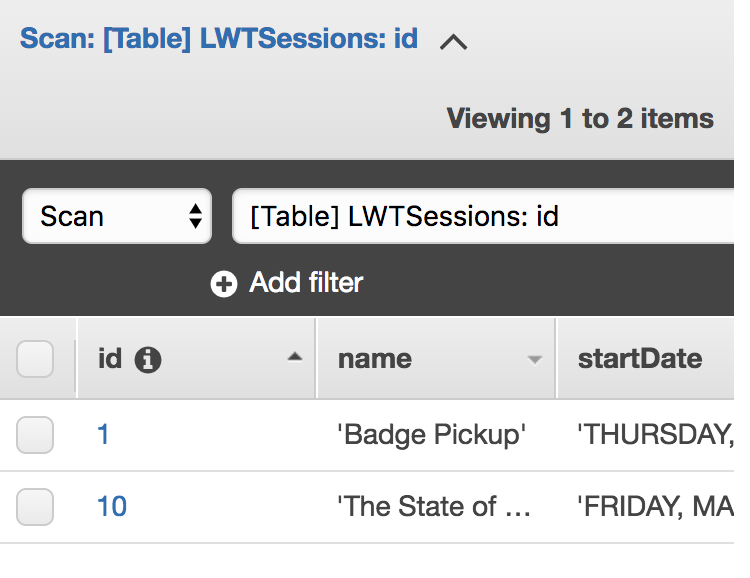 Scan: [Table] LWTSessions: id
Viewing 1 to 2 items
Scan [Table] LWTSessions: id
Add filter
id name startDate
1 'Badge Pickup' 'THURSDAY,
10 'The State of ... 'FRIDAY, MA